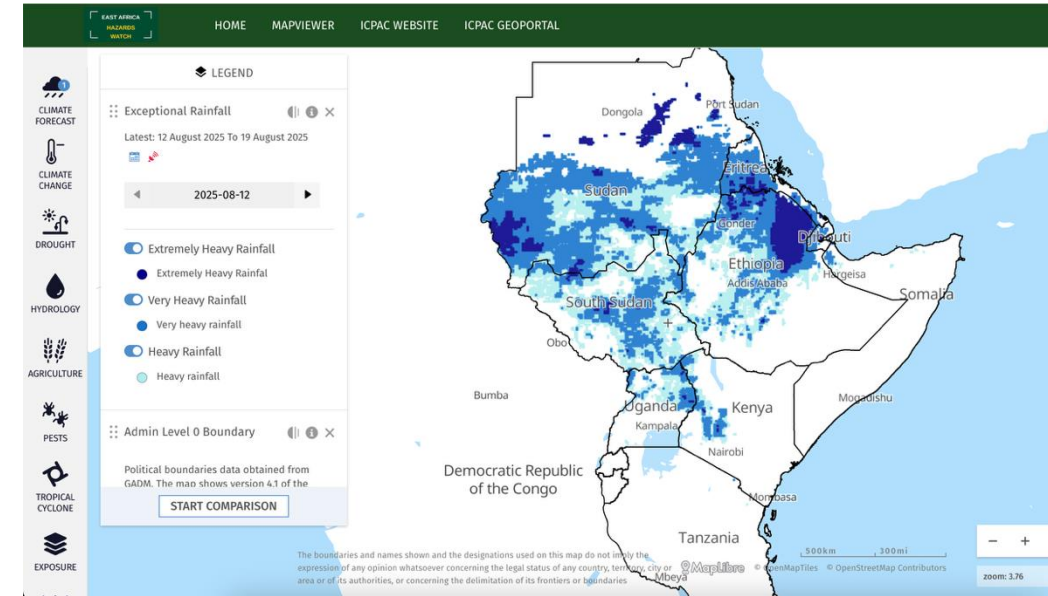 EAST AFRICA
HAZARDS
WATCH
HOME MAPVIEWER ICPAC WEBSITE ICPAC GEOPORTAL
1
CLIMATE
FORECAST
CLIMATE
CHANGE
DROUGHT
HYDROLOGY
AGRICULTURE
PESTS
TROPICAL
CYCLONE
EXPOSURE
LEGEND
Exceptional Rainfall
Latest: 12 August 2025 To 19 August 2025
2025-08-12
Extremely Heavy Rainfall
Extremely Heavy Rainfal
Very Heavy Rainfall
Very heavy rainfall
Heavy Rainfall
Heavy rainfall
Admin Level 0 Boundary
Political boundaries data obtained from
GADM. The map shows version 4.1 of the
START COMPARISON
Dongola
Port Sudan
Eritrea
Sudan
Gonder
Djibouti
Ethiopia
Hargeisa
Addis Ababa
Somalia
South Sudan
Obo
Bumba
Uganda
Kenya
Mogadishu
Kampala
Nairobi
Democratic Republic
of the Congo
Mombasa
Tanzania
Mbeya
500km 300mi
The boundaries and names shown and the designations used on this map do not imply the
expression of any opinion whatsoever concerning the legal status of any country, territory, city or
area or of its authorities, or concerning the delimitation of its frontiers or boundaries
MapLibre © OpenMapTiles © OpenStreetMap Contributors
− +
zoom: 3.76